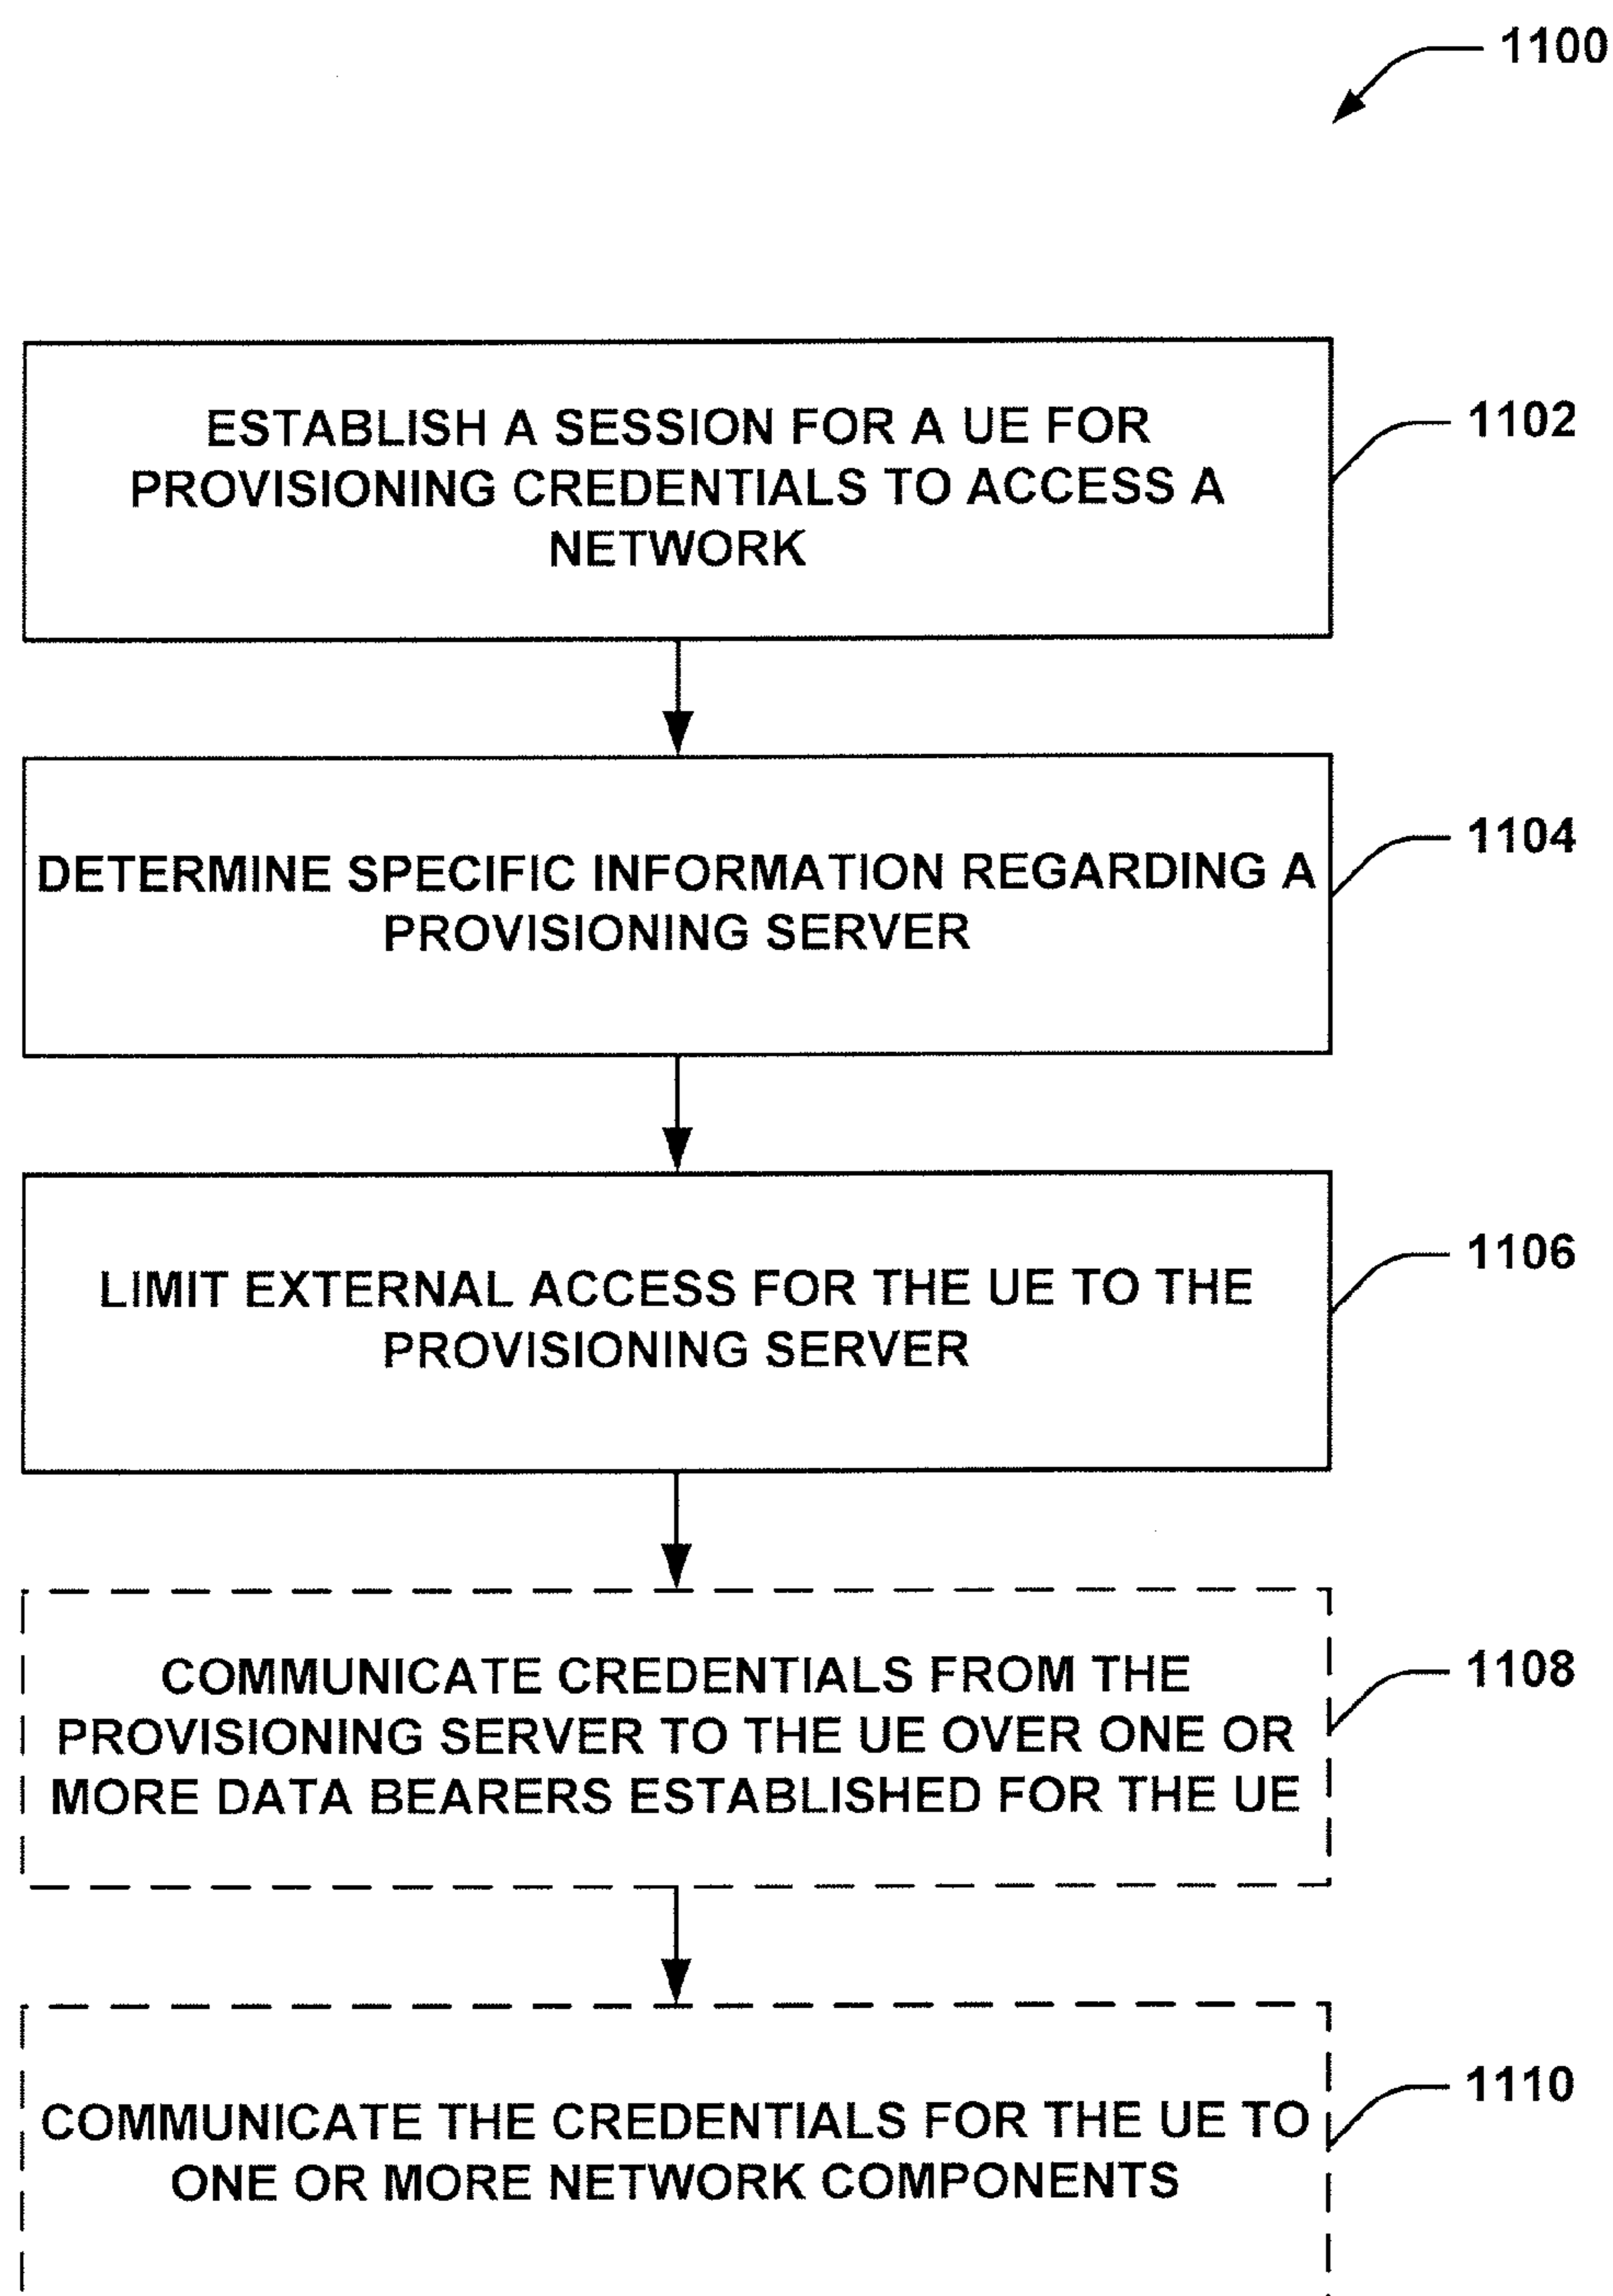 1100
ESTABLISH A SESSION FOR A UE FOR
PROVISIONING CREDENTIALS TO ACCESS A
NETWORK
1102
DETERMINE SPECIFIC INFORMATION REGARDING A
PROVISIONING SERVER
1104
LIMIT EXTERNAL ACCESS FOR THE UE TO THE
PROVISIONING SERVER
1106
COMMUNICATE CREDENTIALS FROM THE
PROVISIONING SERVER TO THE UE OVER ONE OR
MORE DATA BEARERS ESTABLISHED FOR THE UE
1108
COMMUNICATE THE CREDENTIALS FOR THE UE TO
ONE OR MORE NETWORK COMPONENTS
1110